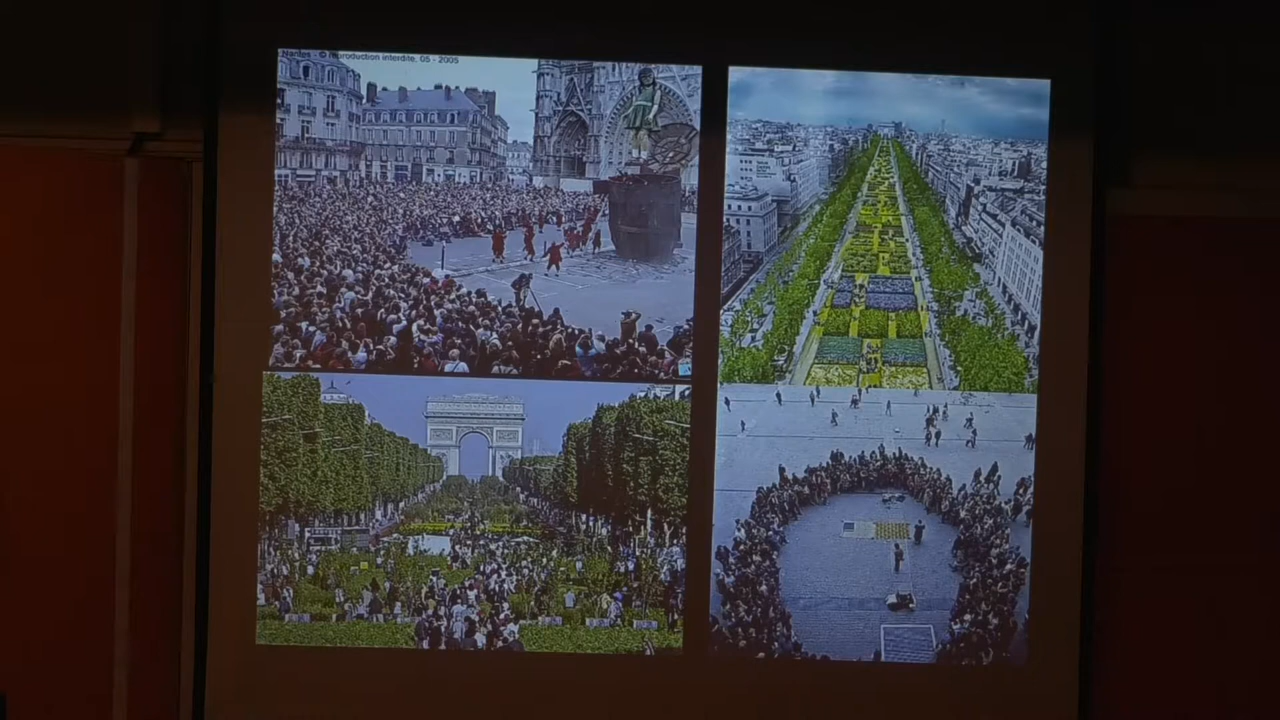 Nantes - © reproduction interdite, 05 - 2005